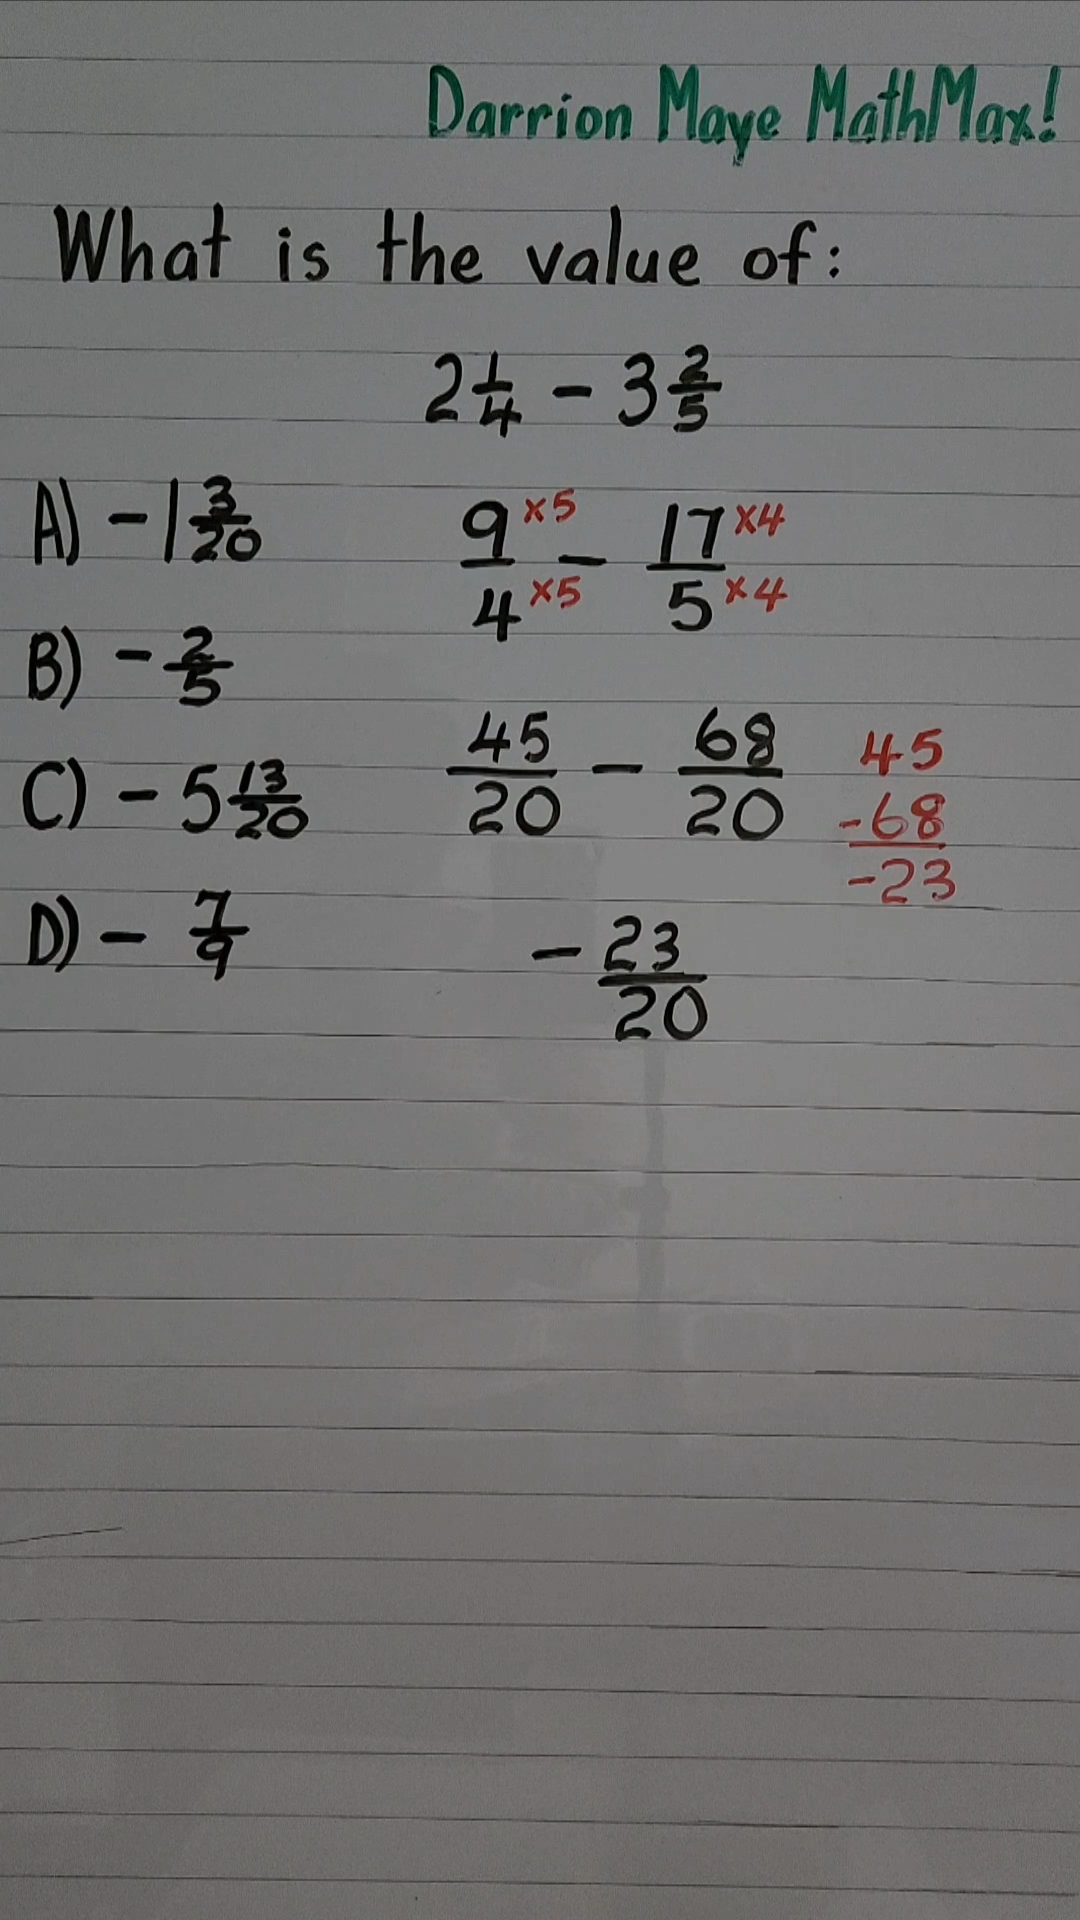 Darrion Maye MathMax!
What is the value of:
2 1/4 - 3 2/5
A) -1 3/20
B) - 2/5
C) - 5 13/20
D) - 7/9
9 ×5 / 4 ×5 - 17 ×4 / 5 ×4
45/20 - 68/20
45
-68
-23
- 23/20